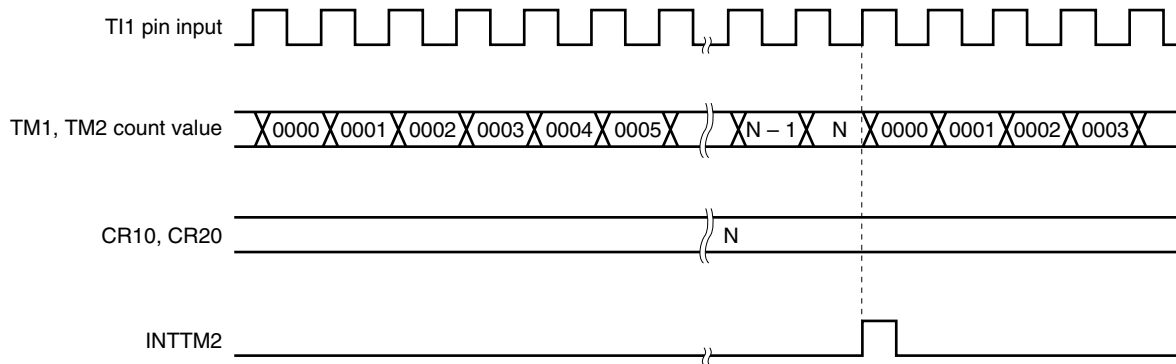 TI1 pin input
TM1, TM2 count value 0000 0001 0002 0003 0004 0005 N – 1 N 0000 0001 0002 0003
CR10, CR20 N
INTTM2